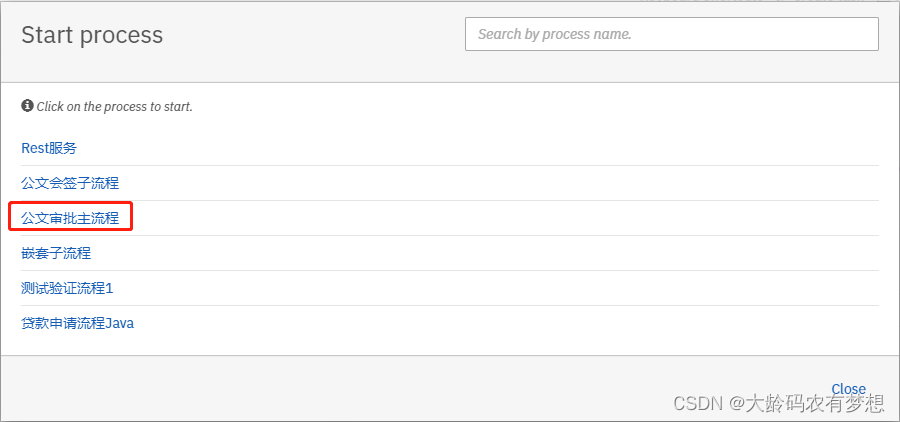 Start process
Search by process name.
Click on the process to start.
Rest服务
公文会签子流程
公文审批主流程
嵌套子流程
测试验证流程1
贷款申请流程Java
Close
CSDN @大龄码农有梦想